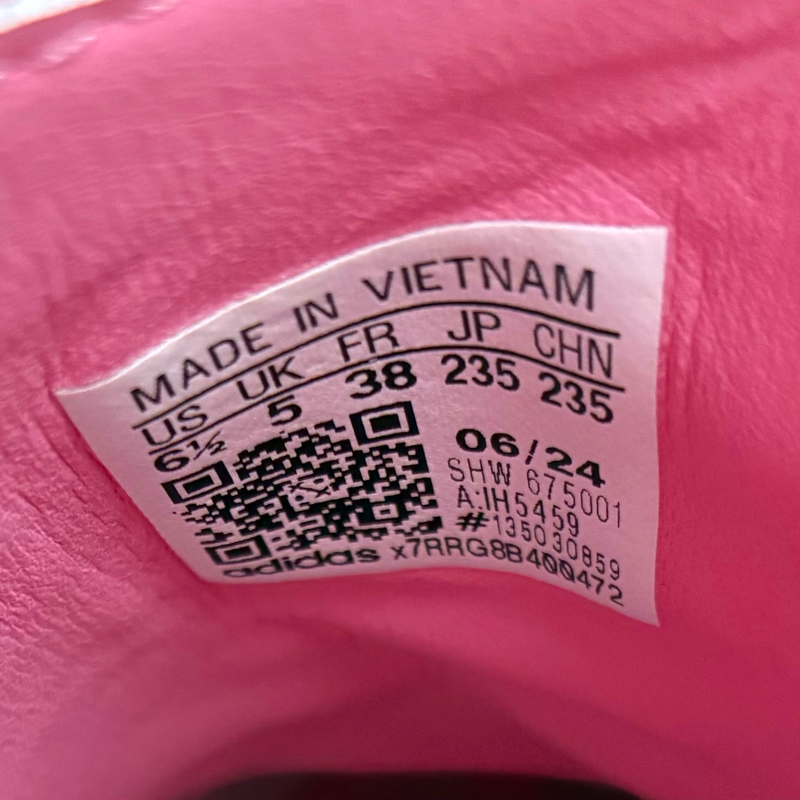 MADE IN VIETNAM
US UK FR JP CHN
6½ 5 38 235 235
06/24
SHW 675001
A:IH5459
#135030859
adidas x7RRG8B400472